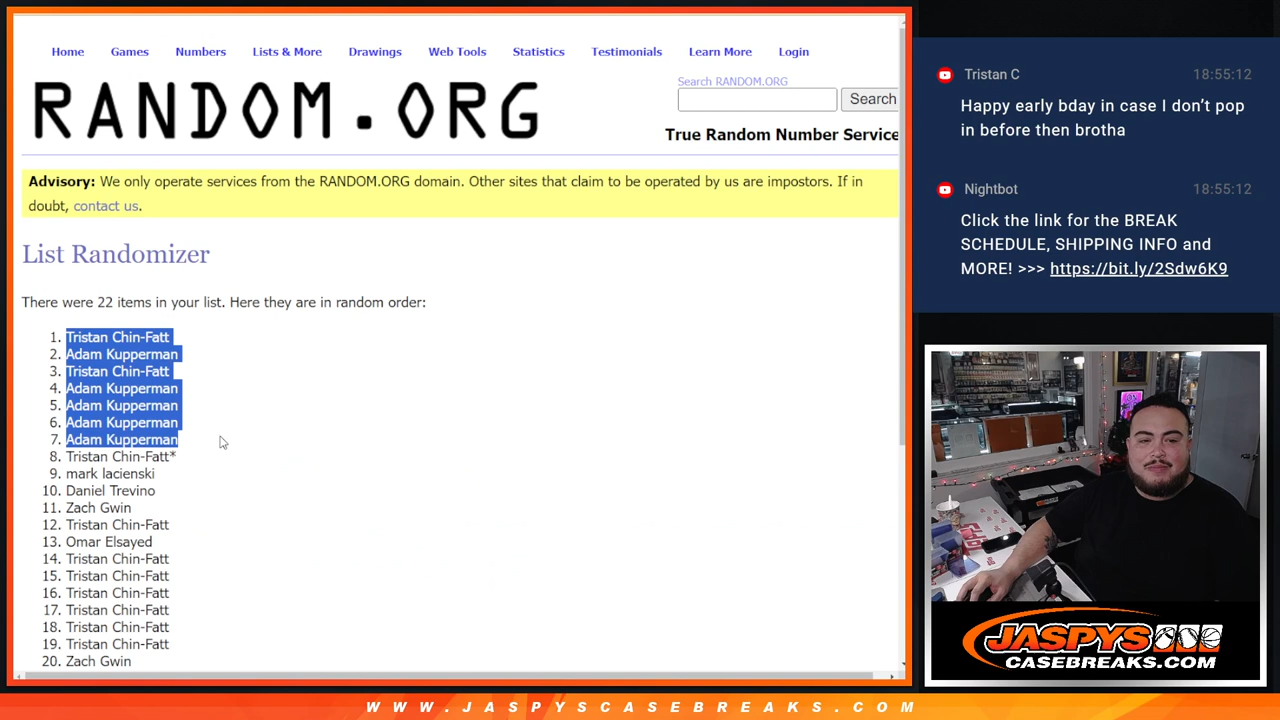 Home Games Numbers Lists & More Drawings Web Tools Statistics Testimonials Learn More Login
RANDOM.ORG
Search RANDOM.ORG
Search
True Random Number Service
Advisory: We only operate services from the RANDOM.ORG domain. Other sites that claim to be operated by us are impostors. If in
doubt, contact us.
List Randomizer
There were 22 items in your list. Here they are in random order:
1. Tristan Chin-Fatt
2. Adam Kupperman
3. Tristan Chin-Fatt
4. Adam Kupperman
5. Adam Kupperman
6. Adam Kupperman
7. Adam Kupperman
8. Tristan Chin-Fatt*
9. mark lacienski
10. Daniel Trevino
11. Zach Gwin
12. Tristan Chin-Fatt
13. Omar Elsayed
14. Tristan Chin-Fatt
15. Tristan Chin-Fatt
16. Tristan Chin-Fatt
17. Tristan Chin-Fatt
18. Tristan Chin-Fatt
19. Tristan Chin-Fatt
20. Zach Gwin
Tristan C 18:55:12
Happy early bday in case I don't pop
in before then brotha
Nightbot 18:55:12
Click the link for the BREAK
SCHEDULE, SHIPPING INFO and
MORE! >>> https://bit.ly/2Sdw6K9
JASPYS
CASEBREAKS.COM
WWW.JASPYSCASEBREAKS.COM